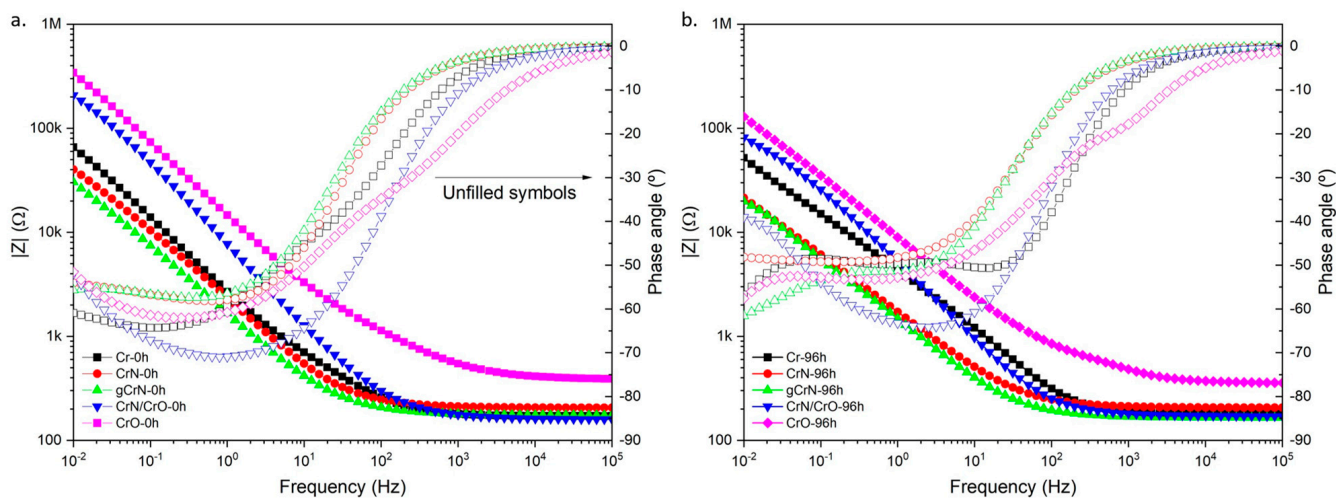 a.
1M
100k
10k
1k
100
|Z| (Ω)
0
-10
-20
-30
-40
-50
-60
-70
-80
-90
Phase angle (º)
Unfilled symbols
Cr-0h
CrN-0h
gCrN-0h
CrN/CrO-0h
CrO-0h
10-2
10-1
100
101
102
103
104
105
Frequency (Hz)
b.
1M
100k
10k
1k
100
|Z| (Ω)
0
-10
-20
-30
-40
-50
-60
-70
-80
-90
Phase angle (º)
Cr-96h
CrN-96h
gCrN-96h
CrN/CrO-96h
CrO-96h
10-2
10-1
100
101
102
103
104
105
Frequency (Hz)